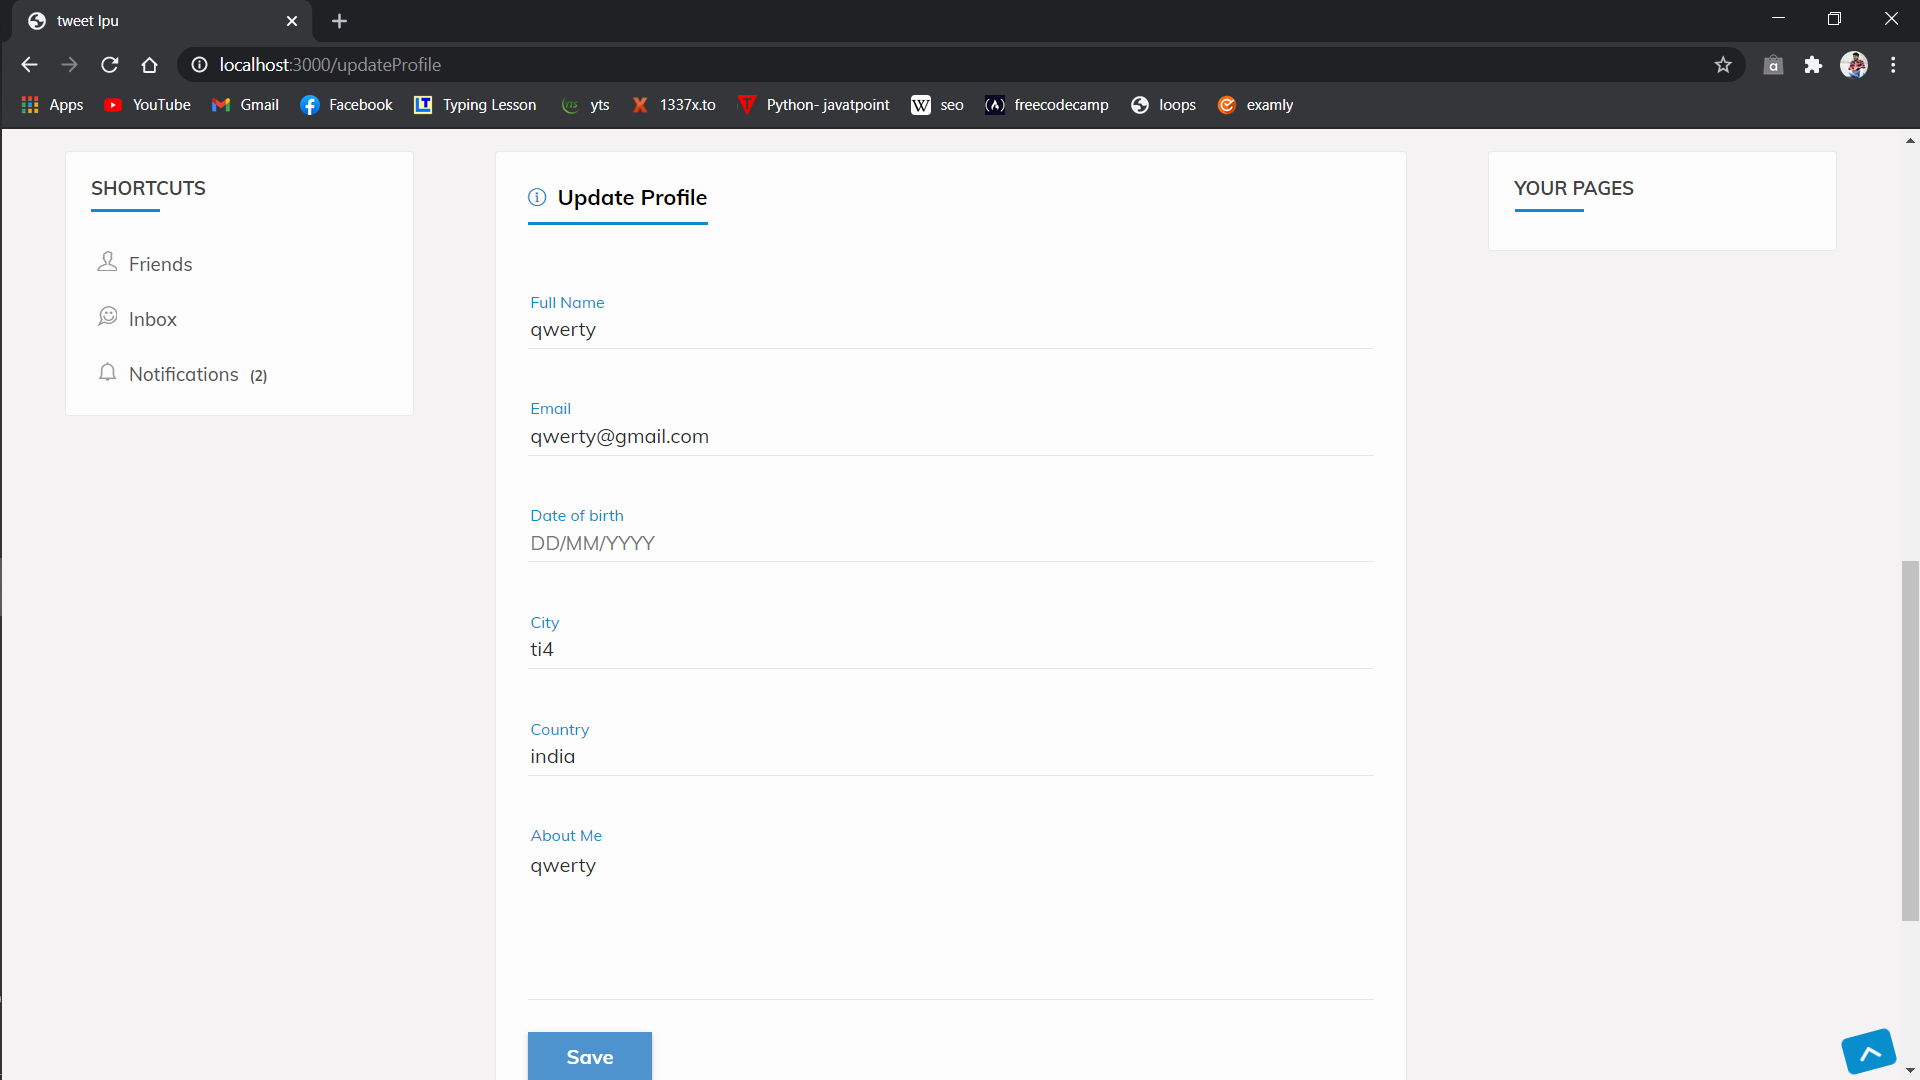 tweet lpu
localhost:3000/updateProfile
Apps YouTube Gmail Facebook Typing Lesson yts 1337x.to Python- javatpoint seo freecodecamp loops examly
SHORTCUTS
Friends
Inbox
Notifications (2)
Update Profile
Full Name
qwerty
Email
qwerty@gmail.com
Date of birth
DD/MM/YYYY
City
ti4
Country
india
About Me
qwerty
Save
YOUR PAGES